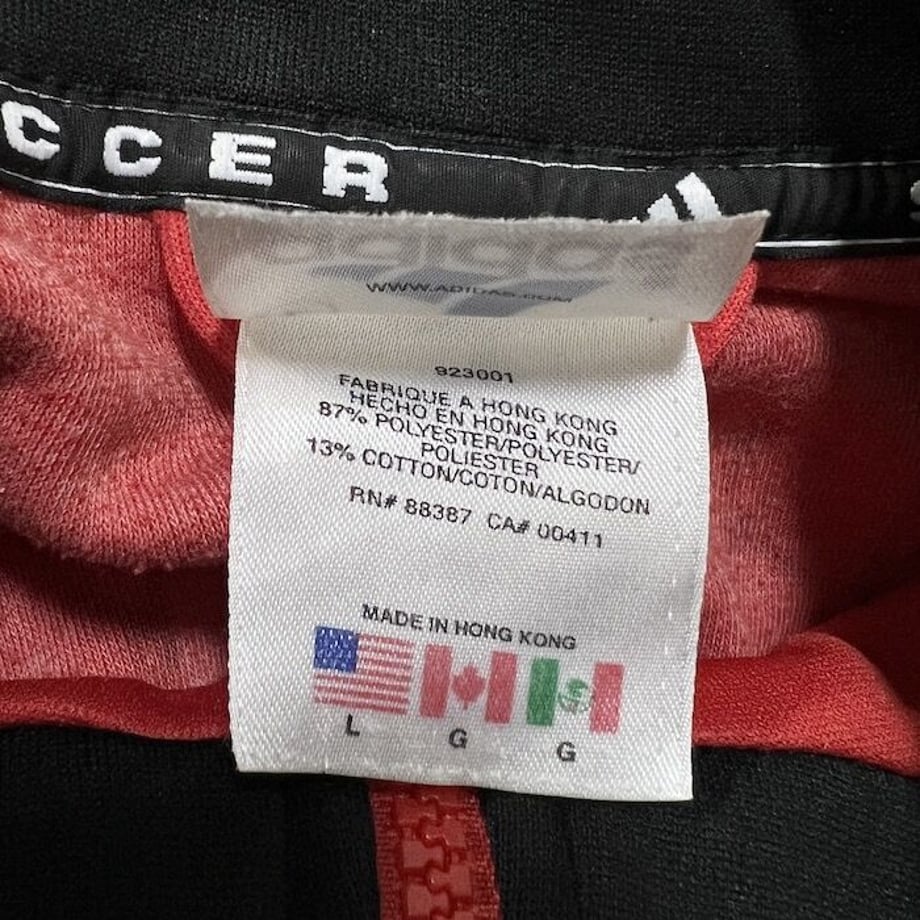 CCER
adidas
WWW.ADIDAS.COM
923001
FABRIQUE A HONG KONG
HECHO EN HONG KONG
87% POLYESTER/POLYESTER/
POLIESTER
13% COTTON/COTON/ALGODON
RN# 88387 CA# 00411
MADE IN HONG KONG
L G G